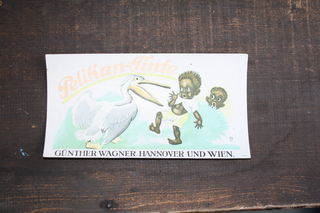 Pelikan-Tinte
GÜNTHER WAGNER. HANNOVER UND WIEN.